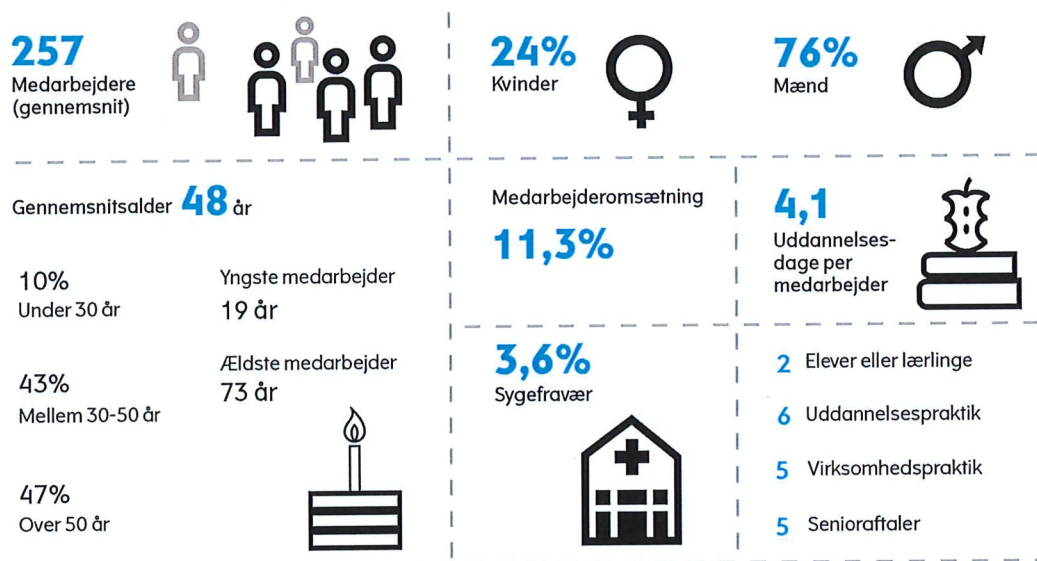 257
Medarbejdere
(gennemsnit)
24%
Kvinder
76%
Mænd
Gennemsnitsalder 48 år
10%
Under 30 år
43%
Mellem 30-50 år
47%
Over 50 år
Yngste medarbejder
19 år
Ældste medarbejder
73 år
Medarbejderomsætning
11,3%
4,1
Uddannelses-
dage per
medarbejder
3,6%
Sygefravær
2 Elever eller lærlinge
6 Uddannelsespraktik
5 Virksomhedspraktik
5 Senioraftaler